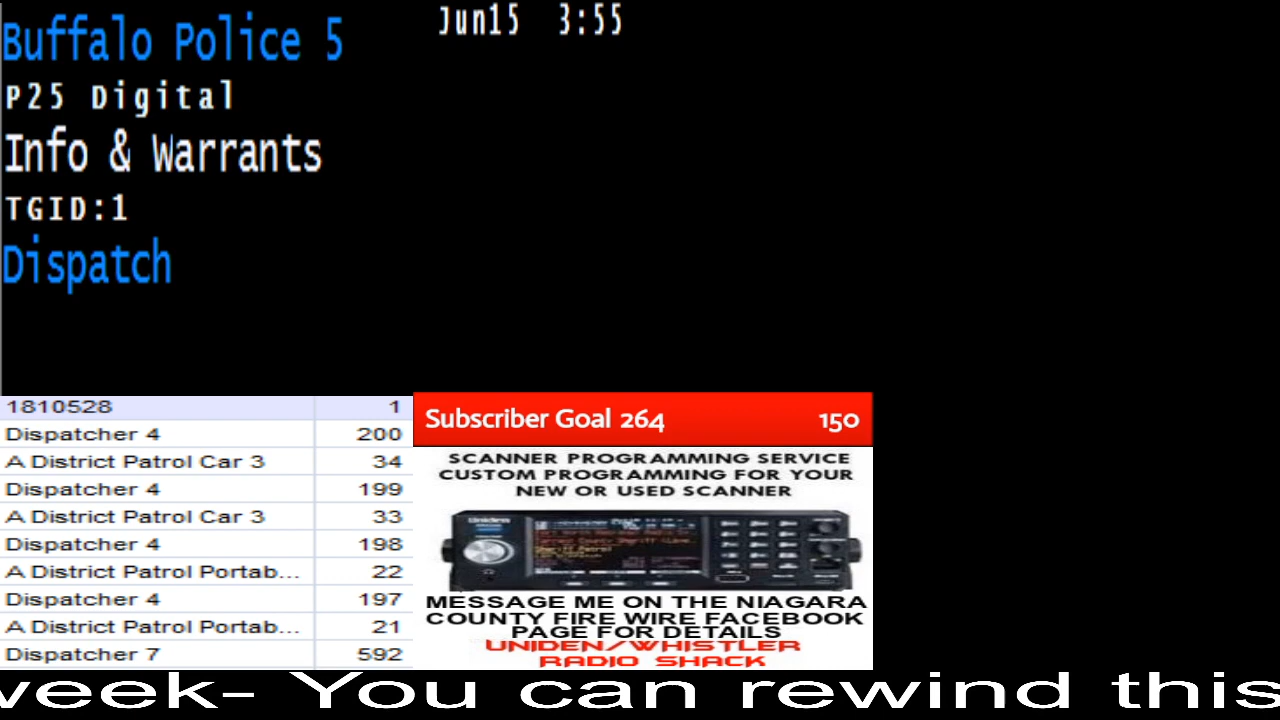 Buffalo Police 5
Jun15 3:55
P25 Digital
Info & Warrants
TGID:1
Dispatch
1810528 1
Dispatcher 4 200
A District Patrol Car 3 34
Dispatcher 4 199
A District Patrol Car 3 33
Dispatcher 4 198
A District Patrol Portab... 22
Dispatcher 4 197
A District Patrol Portab... 21
Dispatcher 7 592
Subscriber Goal 264 150
SCANNER PROGRAMMING SERVICE
CUSTOM PROGRAMMING FOR YOUR
NEW OR USED SCANNER
Uniden
MESSAGE ME ON THE NIAGARA
COUNTY FIRE WIRE FACEBOOK
PAGE FOR DETAILS
UNIDEN/WHISTLER
RADIO SHACK
week- You can rewind this